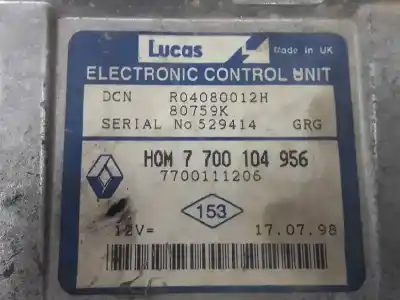 Lucas
Made in UK
ELECTRONIC CONTROL UNIT
DCN R04080012H
80759K
SERIAL No 529414 GRG
HOM 7 700 104 956
7700111206
153
12V= 17.07.98